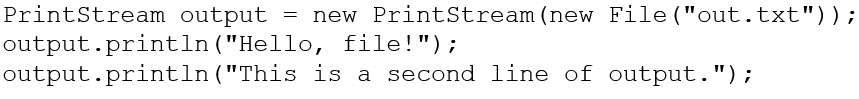 PrintStream output = new PrintStream(new File("out.txt"));
output.println("Hello, file!");
output.println("This is a second line of output.");